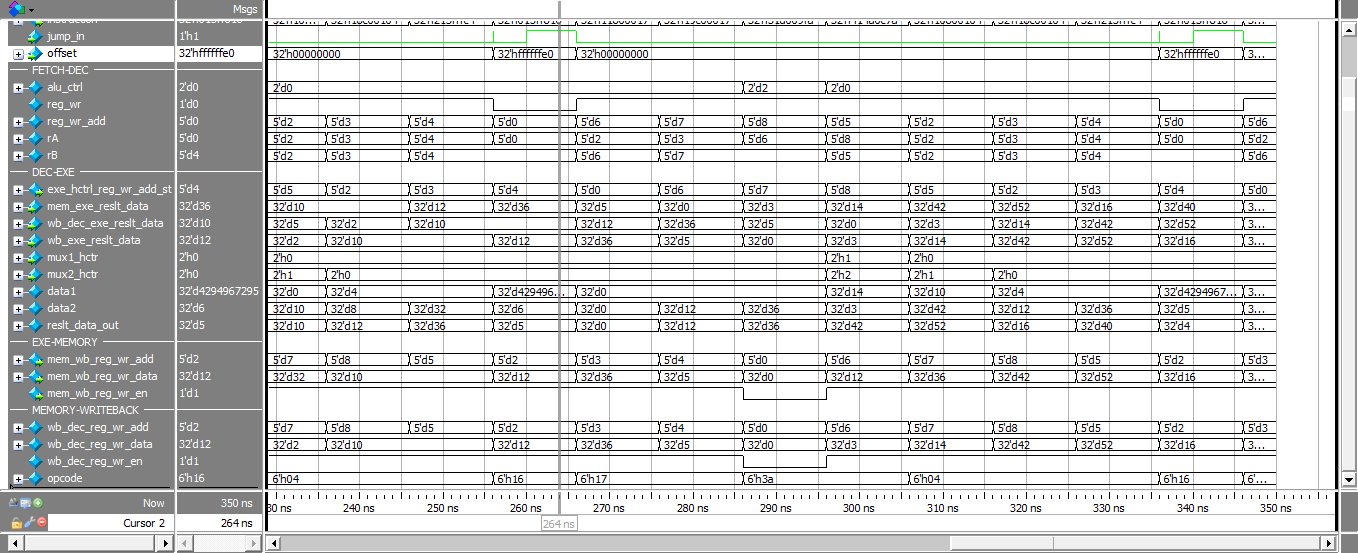 Msgs
jump_in 1'h1
offset 32'hffffffe0 32'h00000000 32'hffffffe0 32'h00000000 32'hffffffe0 3...
FETCH-DEC
alu_ctrl 2'd0 2'd0 2'd2 2'd0
reg_wr 1'd0
reg_wr_add 5'd0 5'd2 5'd3 5'd4 5'd0 5'd6 5'd7 5'd8 5'd5 5'd2 5'd3 5'd4 5'd0 5'd6
rA 5'd0 5'd2 5'd3 5'd4 5'd0 5'd2 5'd3 5'd6 5'd8 5'd2 5'd3 5'd4 5'd0 5'd2
rB 5'd4 5'd2 5'd3 5'd4 5'd6 5'd7 5'd5 5'd2 5'd3 5'd4 5'd6
DEC-EXE
exe_hctrl_reg_wr_add_st 5'd4 5'd5 5'd2 5'd3 5'd4 5'd0 5'd6 5'd7 5'd8 5'd5 5'd2 5'd3 5'd4 5'd0
mem_exe_reslt_data 32'd36 32'd10 32'd12 32'd36 32'd5 32'd0 32'd3 32'd14 32'd42 32'd52 32'd16 32'd40 3...
wb_dec_exe_reslt_data 32'd10 32'd5 32'd2 32'd10 32'd12 32'd36 32'd5 32'd0 32'd3 32'd14 32'd42 32'd52 3...
wb_exe_reslt_data 32'd12 32'd2 32'd10 32'd12 32'd36 32'd5 32'd0 32'd3 32'd14 32'd42 32'd52 32'd16 3...
mux1_hctr 2'h0 2'h0 2'h1 2'h0
mux2_hctr 2'h0 2'h1 2'h0 2'h2 2'h1 2'h0
data1 32'd4294967295 32'd0 32'd4 32'd429496... 32'd0 32'd14 32'd10 32'd4 32'd4294967... 3...
data2 32'd6 32'd10 32'd8 32'd32 32'd6 32'd0 32'd12 32'd36 32'd3 32'd42 32'd12 32'd36 32'd5 3...
reslt_data_out 32'd5 32'd10 32'd12 32'd36 32'd5 32'd0 32'd12 32'd36 32'd42 32'd52 32'd16 32'd40 32'd4 3...
EXE-MEMORY
mem_wb_reg_wr_add 5'd2 5'd7 5'd8 5'd5 5'd2 5'd3 5'd4 5'd0 5'd6 5'd7 5'd8 5'd5 5'd2 5'd3
mem_wb_reg_wr_data 32'd12 32'd32 32'd10 32'd12 32'd36 32'd5 32'd0 32'd12 32'd36 32'd42 32'd52 32'd16 3...
mem_wb_reg_wr_en 1'd1
MEMORY-WRITEBACK
wb_dec_reg_wr_add 5'd2 5'd7 5'd8 5'd5 5'd2 5'd3 5'd4 5'd0 5'd6 5'd7 5'd8 5'd5 5'd2 5'd3
wb_dec_reg_wr_data 32'd12 32'd2 32'd10 32'd12 32'd36 32'd5 32'd0 32'd3 32'd14 32'd42 32'd52 32'd16 3...
wb_dec_reg_wr_en 1'd1
opcode 6'h16 6'h04 6'h16 6'h17 6'h3a 6'h04 6'h16 6'...
Now 350 ns 30 ns 240 ns 250 ns 260 ns 270 ns 280 ns 290 ns 300 ns 310 ns 320 ns 330 ns 340 ns 350 ns
Cursor 2 264 ns 264 ns